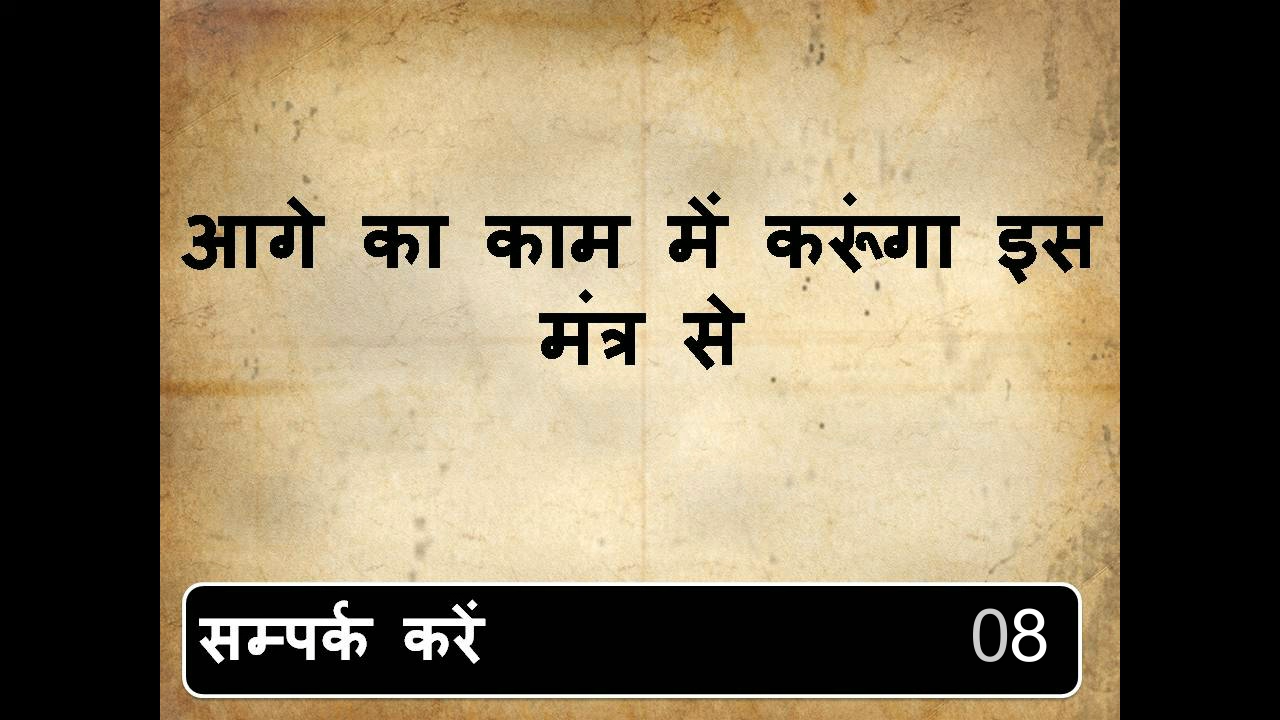 आगे का काम में करूंगा इस
मंत्र से
सम्पर्क करें 08